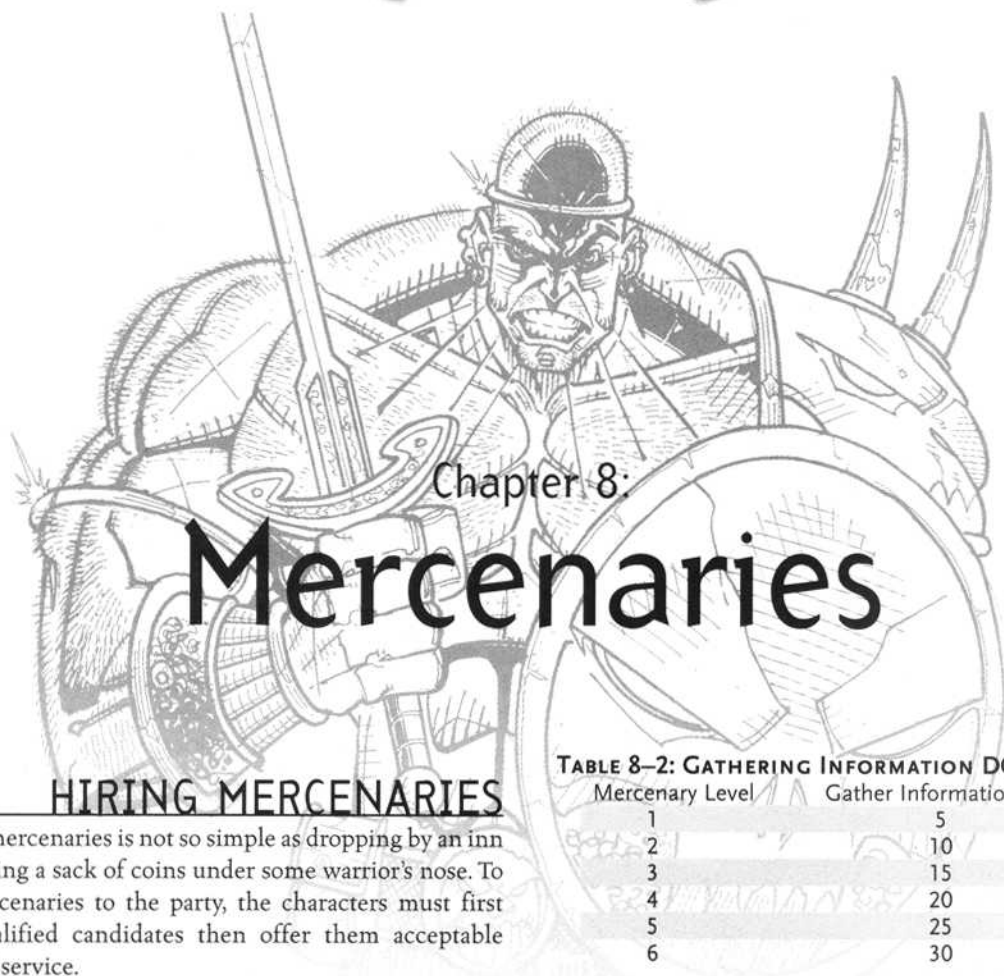 Chapter 8:
Mercenaries
HIRING MERCENARIES
mercenaries is not so simple as dropping by an inn
ing a sack of coins under some warrior's nose. To
cenaries to the party, the characters must first
alified candidates then offer them acceptable
service.
TABLE 8–2: GATHERING INFORMATION DC
Mercenary Level Gather Informatio
1 5
2 10
3 15
4 20
5 25
6 30